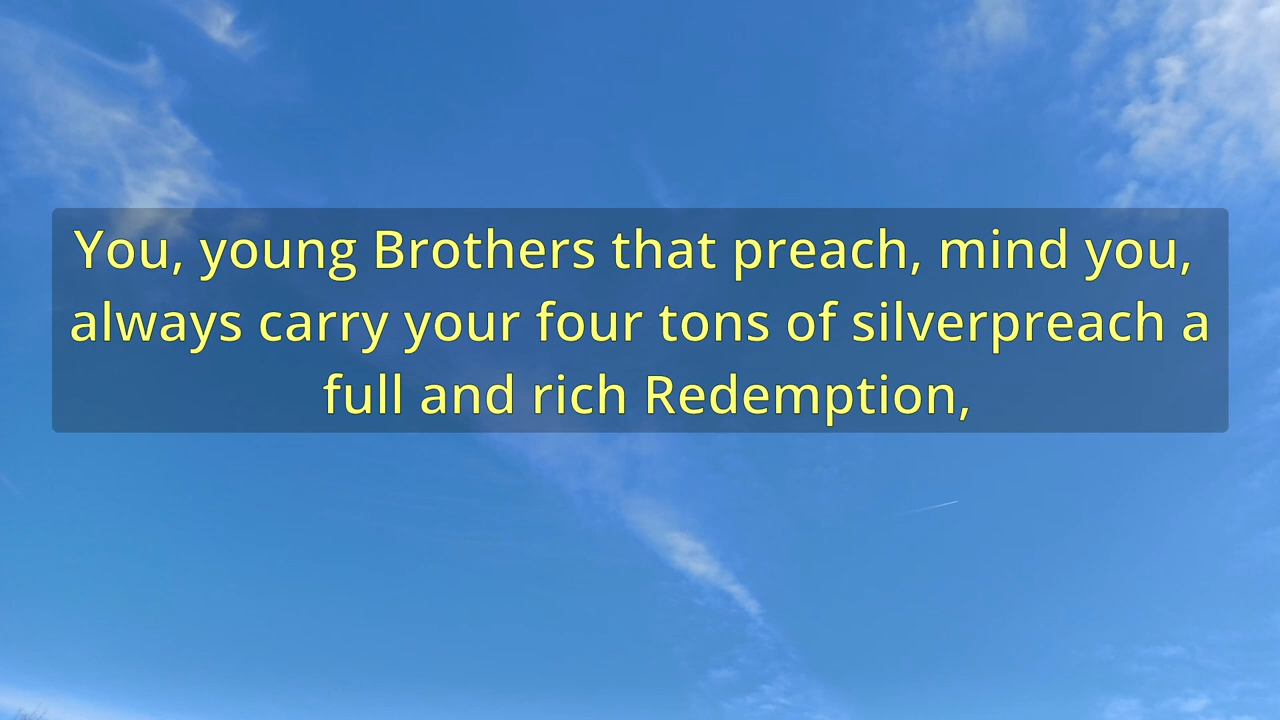 You, young Brothers that preach, mind you,
always carry your four tons of silverpreach a
full and rich Redemption,